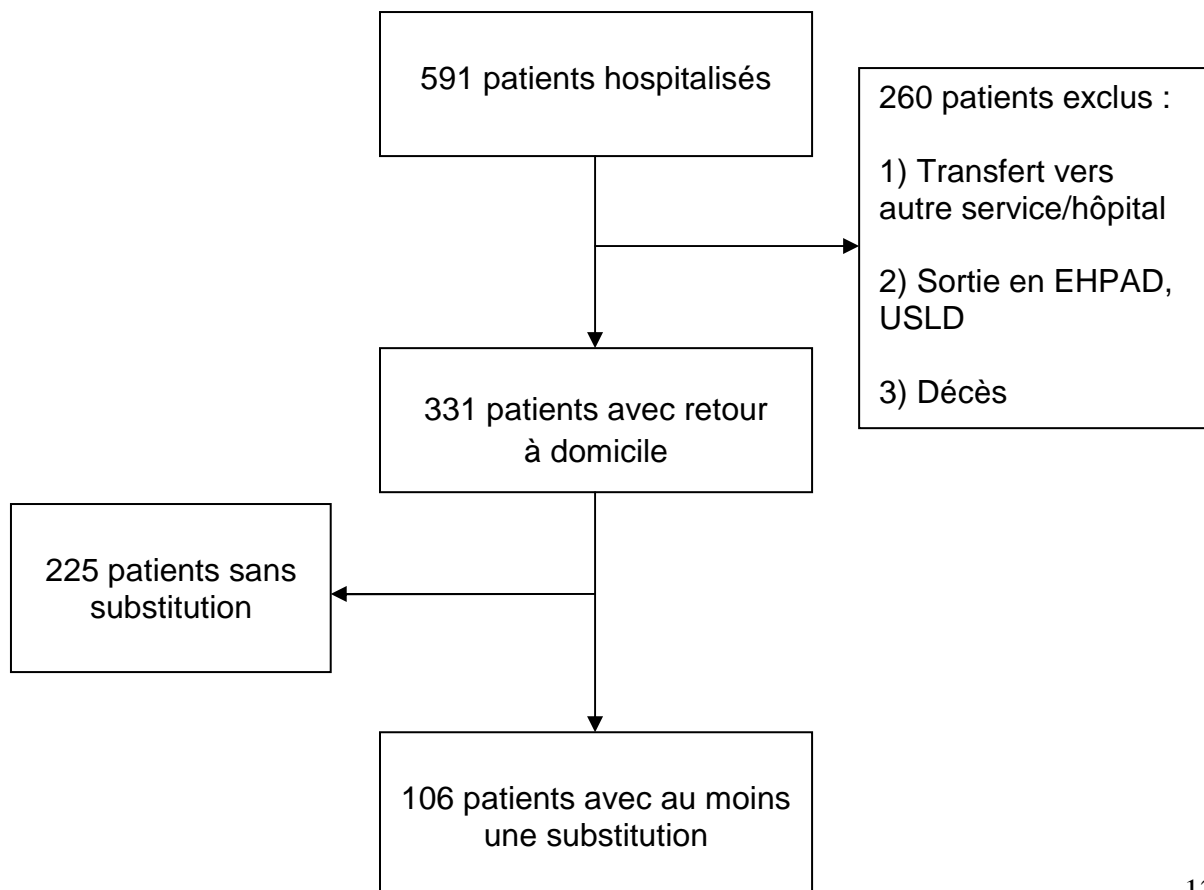 591 patients hospitalisés
260 patients exclus :
1) Transfert vers
autre service/hôpital
2) Sortie en EHPAD,
USLD
3) Décès
331 patients avec retour
à domicile
225 patients sans
substitution
106 patients avec au moins
une substitution